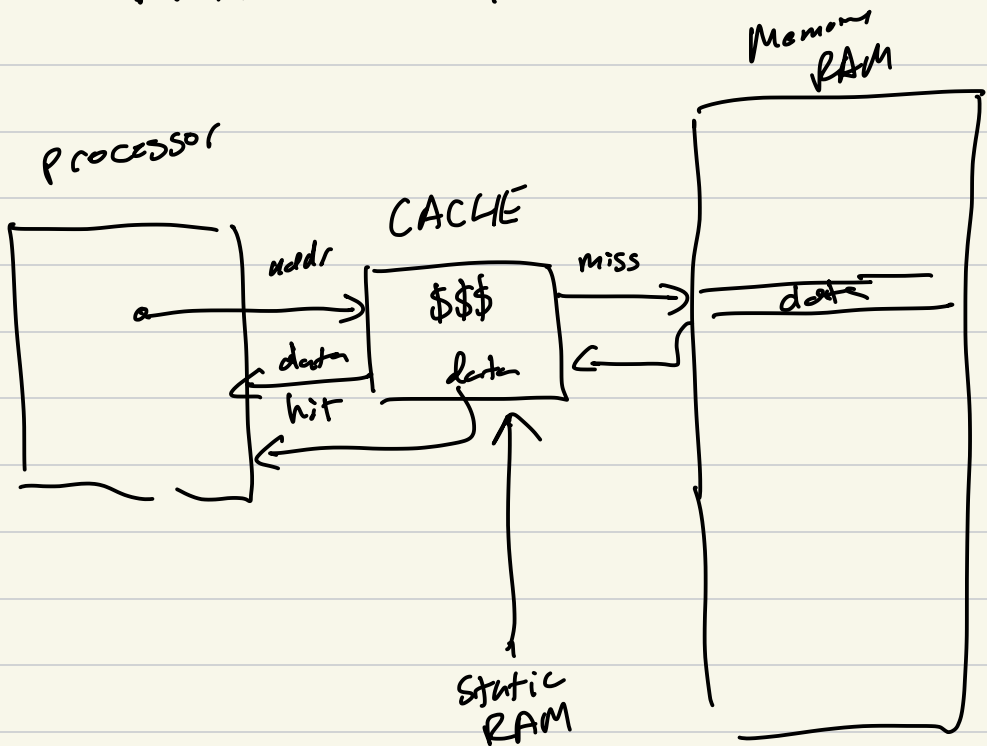 Memory
RAM
Processor
CACHE
addr
miss
$$$
data
data
data
hit
static
RAM